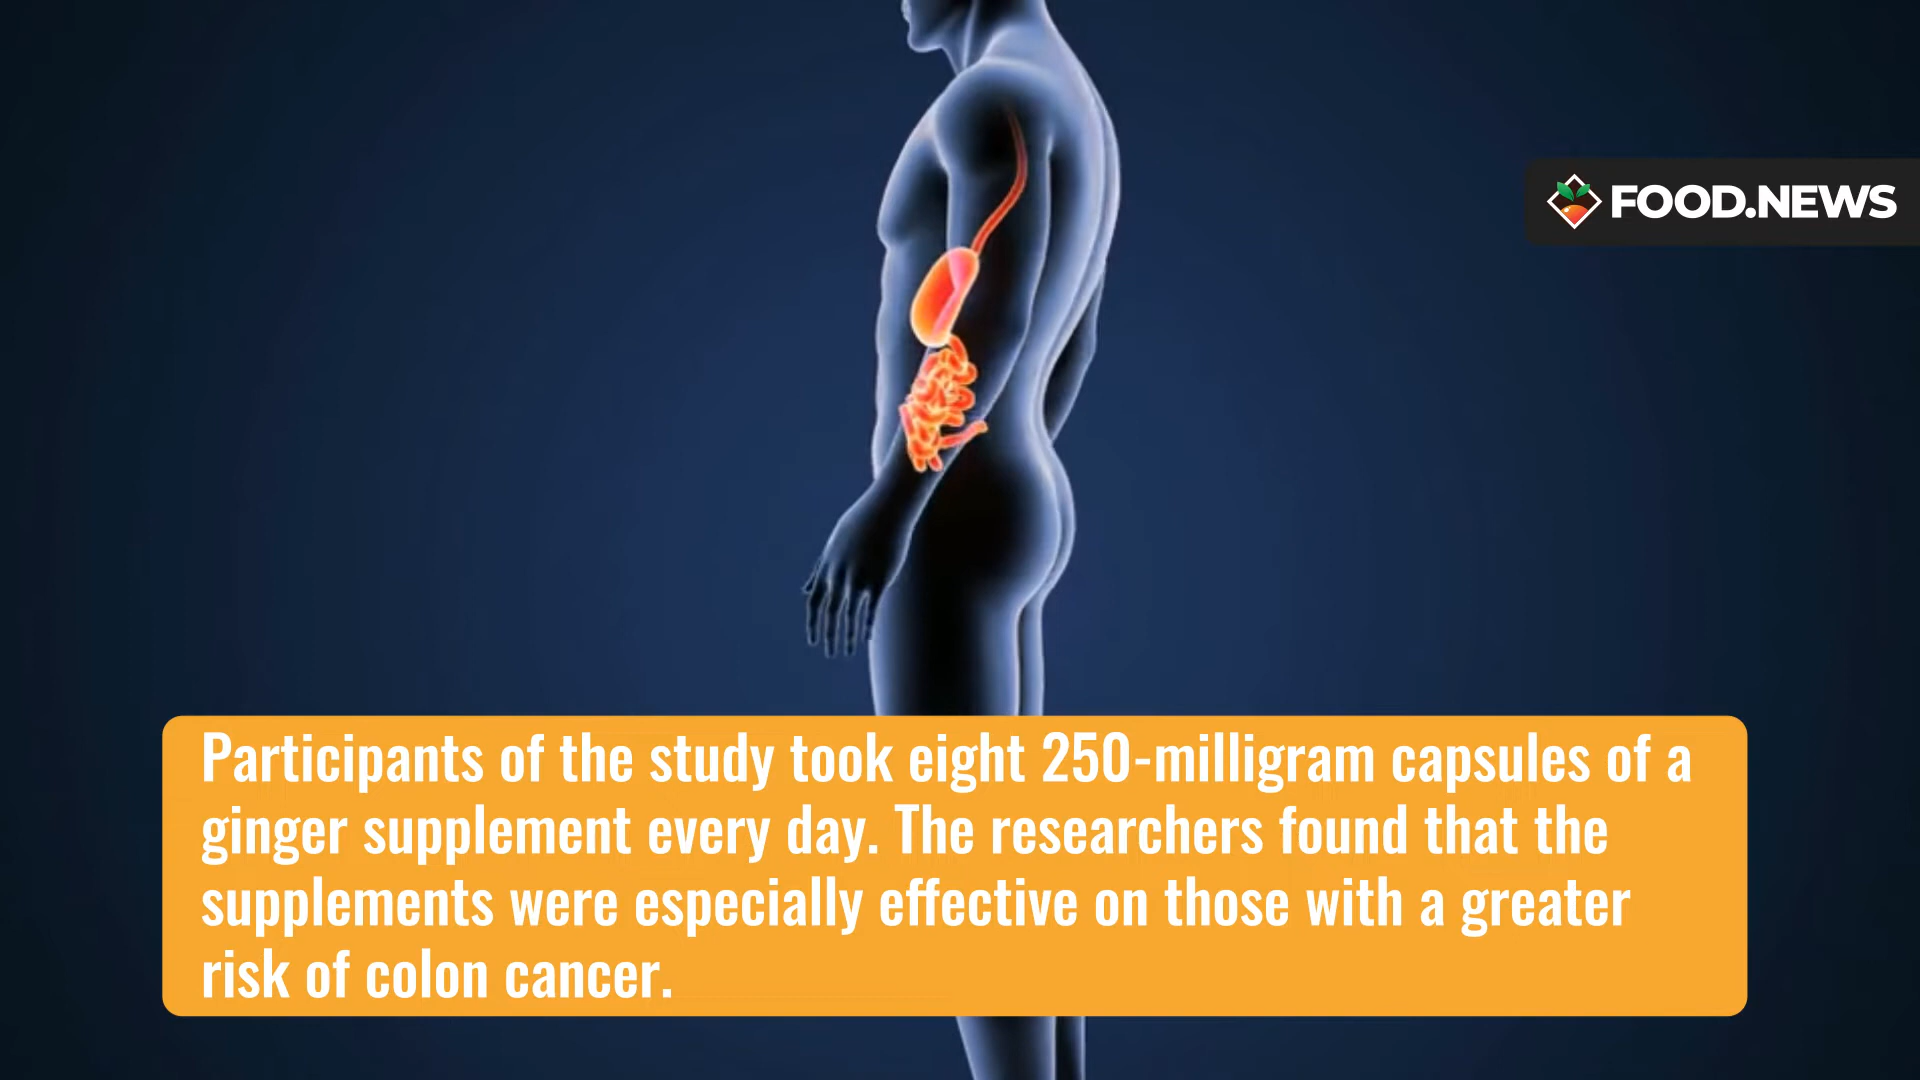 FOOD.NEWS
Participants of the study took eight 250-milligram capsules of a
ginger supplement every day. The researchers found that the
supplements were especially effective on those with a greater
risk of colon cancer.